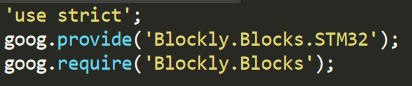 'use strict';
goog.provide('Blockly.Blocks.STM32');
goog.require('Blockly.Blocks');